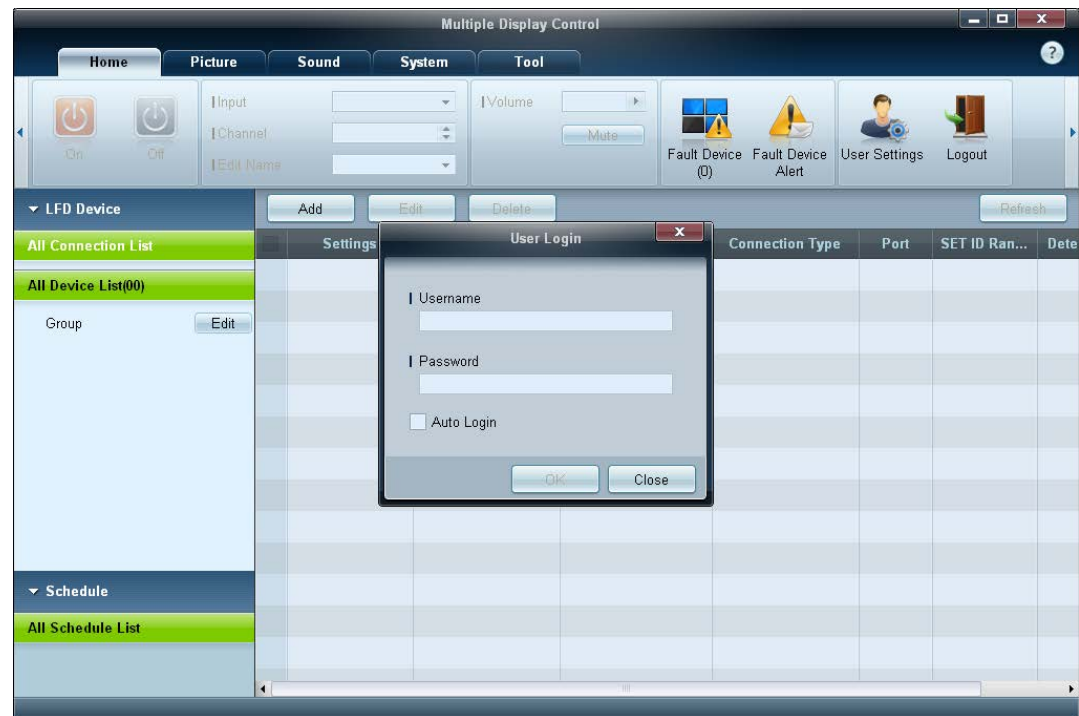 Multiple Display Control
Home Picture Sound System Tool
?
Input
Volume
Channel
Mute
Edit Name
On Off
Fault Device (0)
Fault Device Alert
User Settings
Logout
LFD Device
Add Edit Delete Refresh
All Connection List
Settings Connection Type Port SET ID Ran... Dete
All Device List(00)
Group Edit
User Login
Username
Password
Auto Login
OK Close
Schedule
All Schedule List